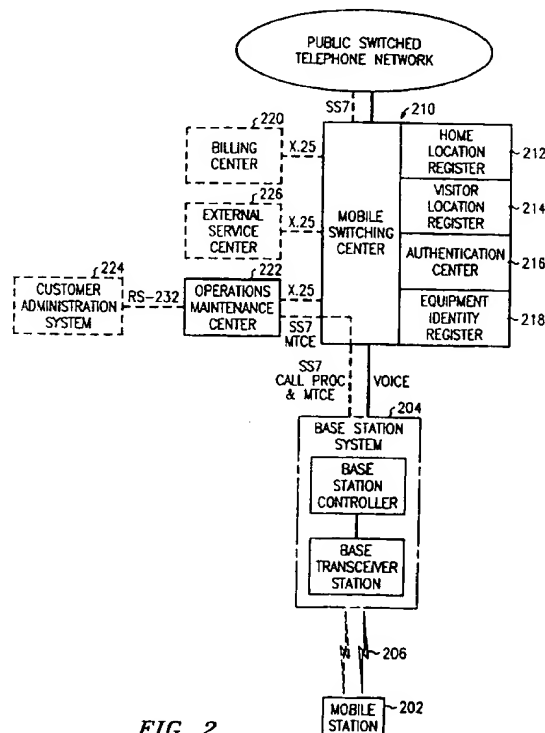 PUBLIC SWITCHED
TELEPHONE NETWORK
SS7
210
220
BILLING
CENTER
X.25
HOME
LOCATION
REGISTER
212
226
EXTERNAL
SERVICE
CENTER
X.25
MOBILE
SWITCHING
CENTER
VISITOR
LOCATION
REGISTER
214
AUTHENTICATION
CENTER
216
224
CUSTOMER
ADMINISTRATION
SYSTEM
RS-232
222
OPERATIONS
MAINTENANCE
CENTER
X.25
SS7
MTCE
EQUIPMENT
IDENTITY
REGISTER
218
SS7
CALL PROC
& MTCE
VOICE
204
BASE STATION
SYSTEM
BASE
STATION
CONTROLLER
BASE
TRANSCEIVER
STATION
206
MOBILE
STATION
202
FIG. 2